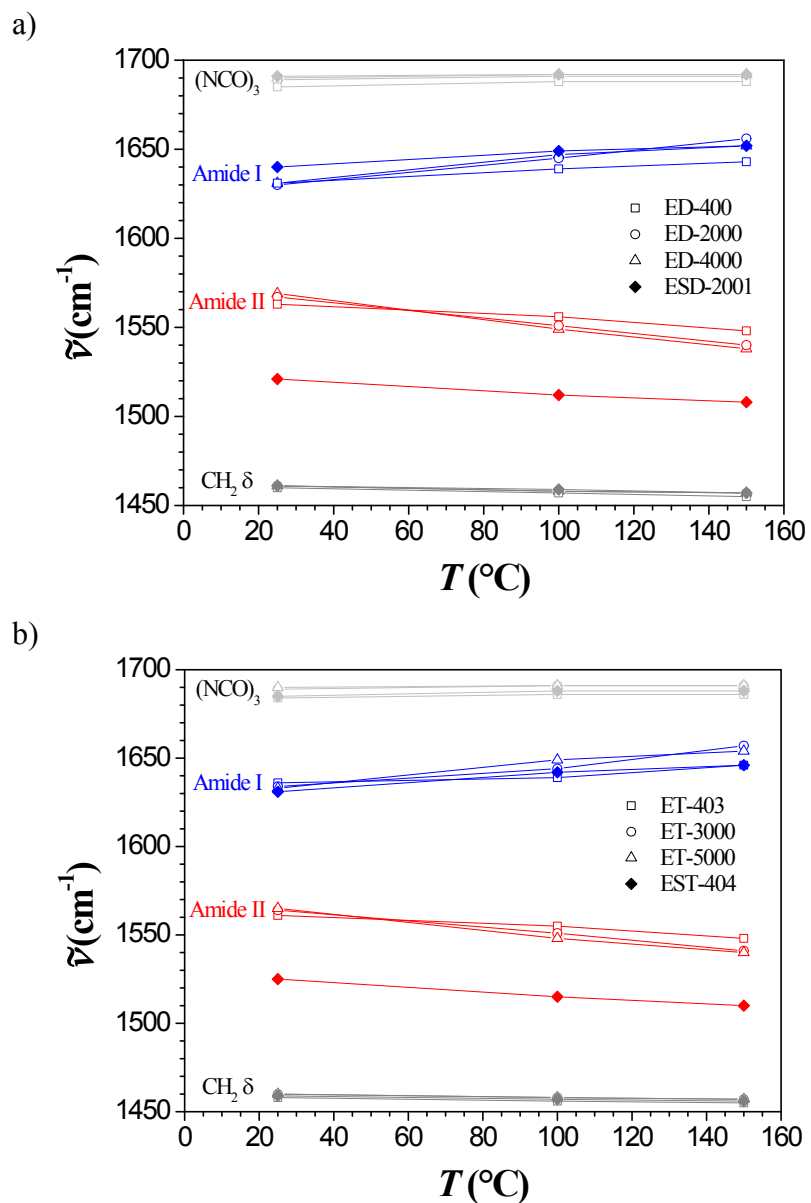 a)
1700
(NCO)₃
1650
Amide I
ED-400
ED-2000
1600
ED-4000
ESD-2001
Amide II
1550
ν̃ (cm⁻¹)
1500
CH₂ δ
1450
0 20 40 60 80 100 120 140 160
T (°C)
b)
1700
(NCO)₃
1650
Amide I
ET-403
ET-3000
1600
ET-5000
EST-404
Amide II
1550
ν̃ (cm⁻¹)
1500
CH₂ δ
1450
0 20 40 60 80 100 120 140 160
T (°C)